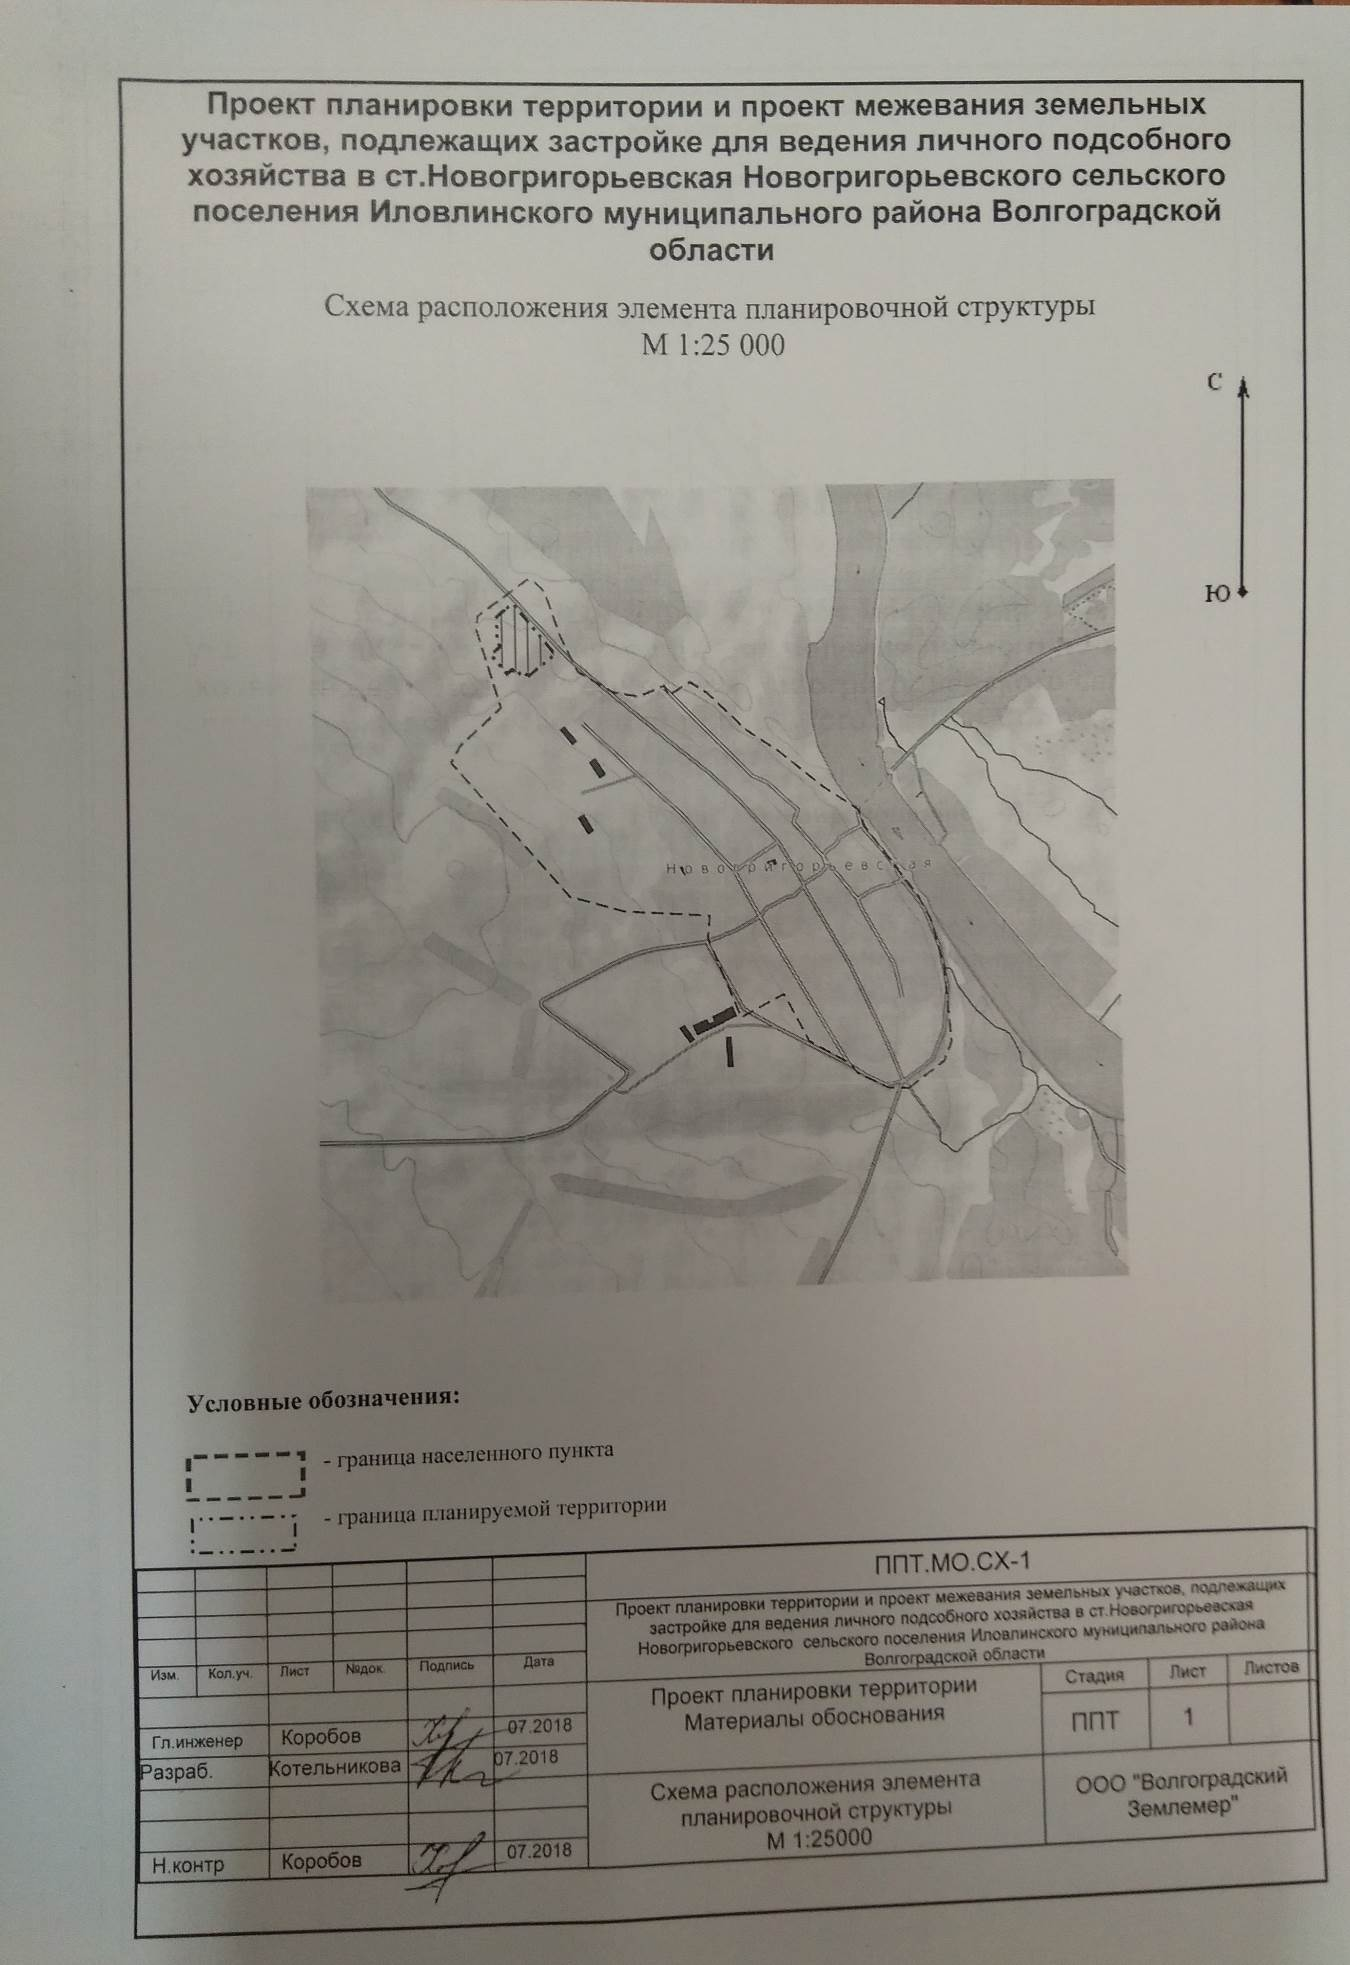 Проект планировки территории и проект межевания земельных
участков, подлежащих застройке для ведения личного подсобного
хозяйства в ст.Новогригорьевская Новогригорьевского сельского
поселения Иловлинского муниципального района Волгоградской
области
Схема расположения элемента планировочной структуры
М 1:25 000
С
Ю
Новогригорьевская
Условные обозначения:
- граница населенного пункта
- граница планируемой территории
ППТ.МО.СХ-1
Проект планировки территории и проект межевания земельных участков, подлежащих
застройке для ведения личного подсобного хозяйства в ст.Новогригорьевская
Новогригорьевского сельского поселения Иловлинского муниципального района
Волгоградской области
Изм. Кол.уч. Лист №док. Подпись Дата
Проект планировки территории
Материалы обоснования
Стадия Лист Листов
ППТ 1
Гл.инженер Коробов 07.2018
Разраб. Котельникова 07.2018
Схема расположения элемента
планировочной структуры
М 1:25000
ООО "Волгоградский
Землемер"
Н.контр Коробов 07.2018